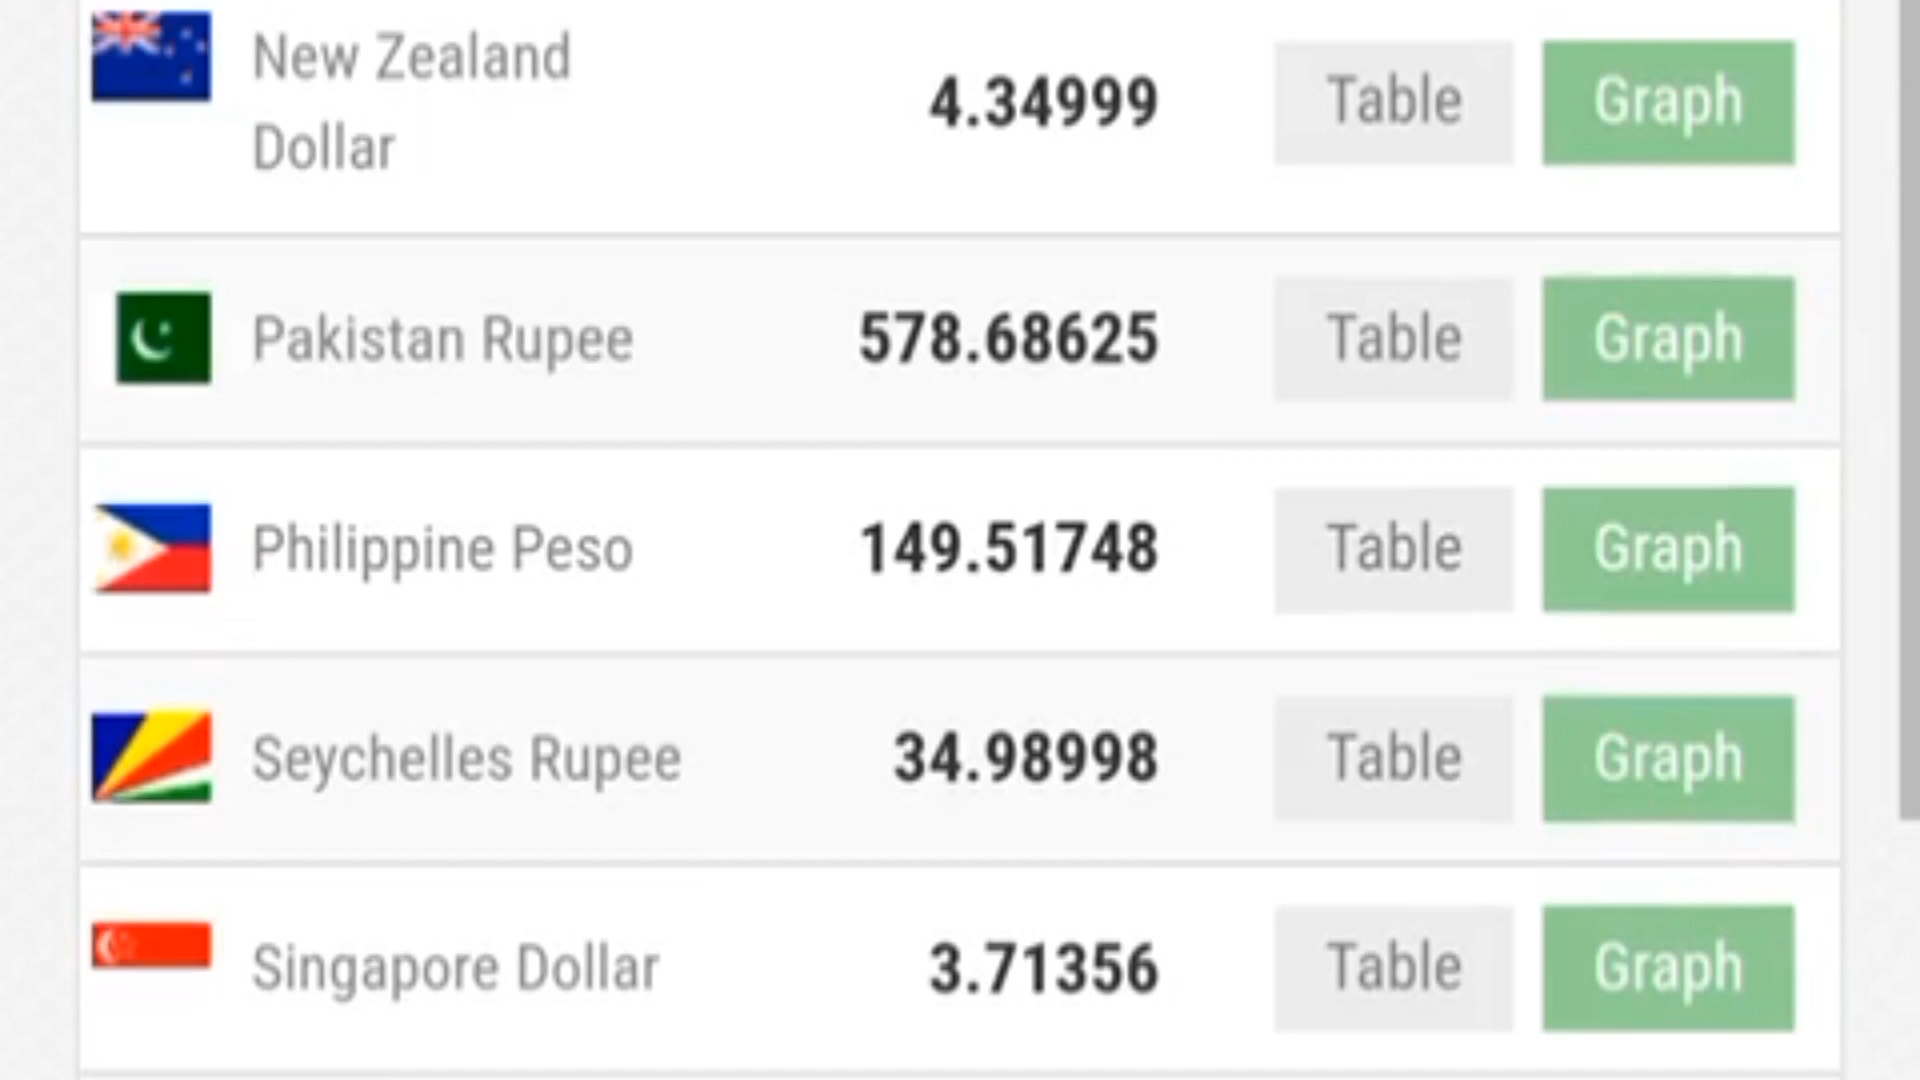 New Zealand
Dollar
4.34999 Table Graph
Pakistan Rupee 578.68625 Table Graph
Philippine Peso 149.51748 Table Graph
Seychelles Rupee 34.98998 Table Graph
Singapore Dollar 3.71356 Table Graph